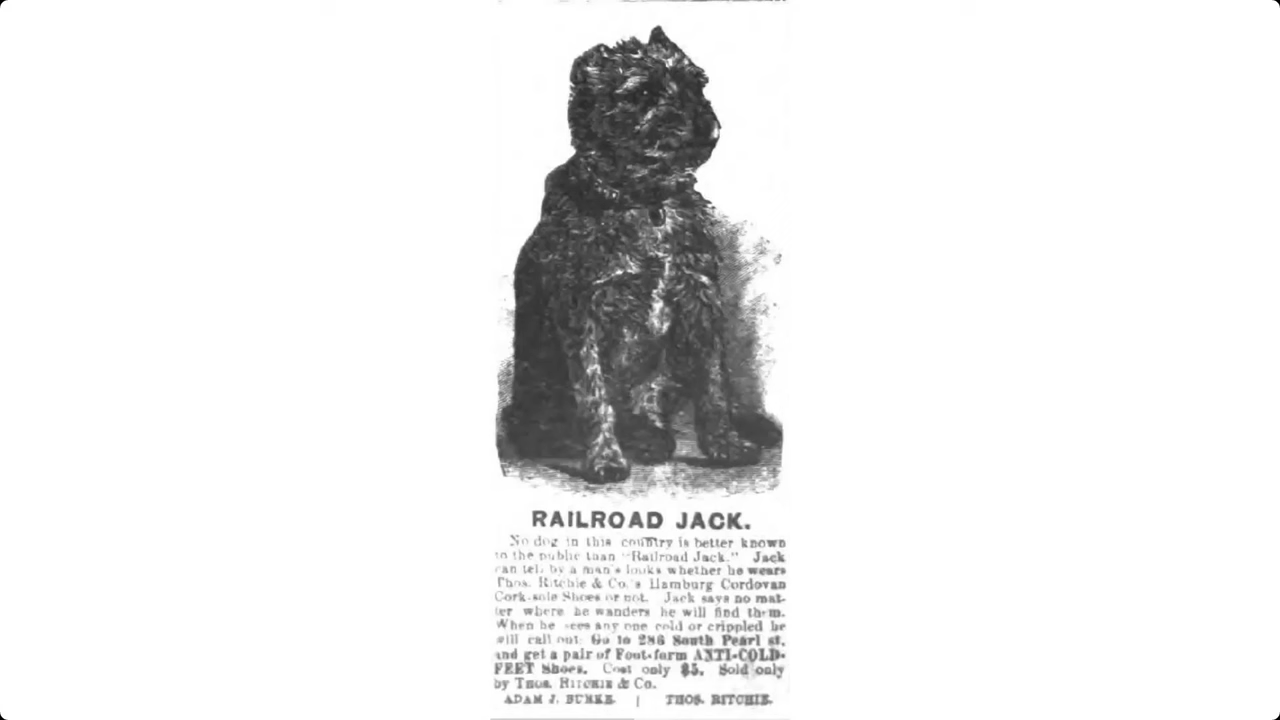 RAILROAD JACK.
No dog in this country is better known
to the public than "Railroad Jack." Jack
can tell by a man's looks whether he wears
Thos. Ritchie & Co.'s Hamburg Cordovan
Cork-sole Shoes or not. Jack says no mat-
ter where he wanders he will find them.
When he sees any one cold or crippled he
will call out: Go to 286 South Pearl st.
and get a pair of Foot-form ANTI-COLD-
FEET Shoes. Cost only $5. Sold only
by THOS. RITCHIE & CO.
ADAM J. BURKE. | THOS. RITCHIE.